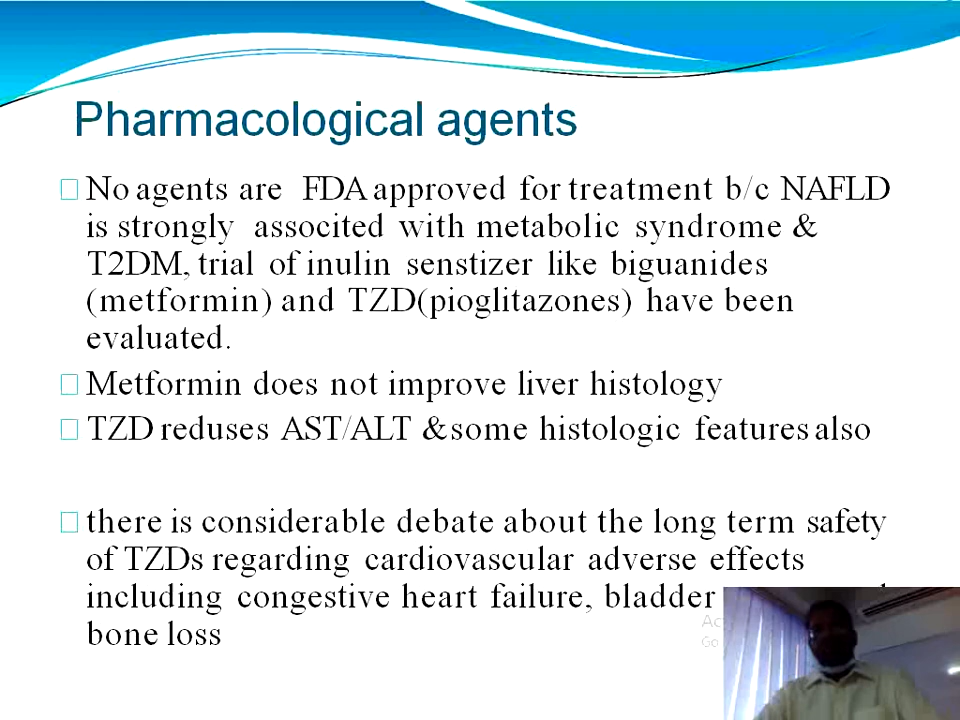 Pharmacological agents
No agents are FDA approved for treatment b/c NAFLD
is strongly associted with metabolic syndrome &
T2DM, trial of inulin senstizer like biguanides
(metformin) and TZD(pioglitazones) have been
evaluated.
Metformin does not improve liver histology
TZD reduses AST/ALT &some histologic features also
there is considerable debate about the long term safety
of TZDs regarding cardiovascular adverse effects
including congestive heart failure, bladder
bone loss
Go